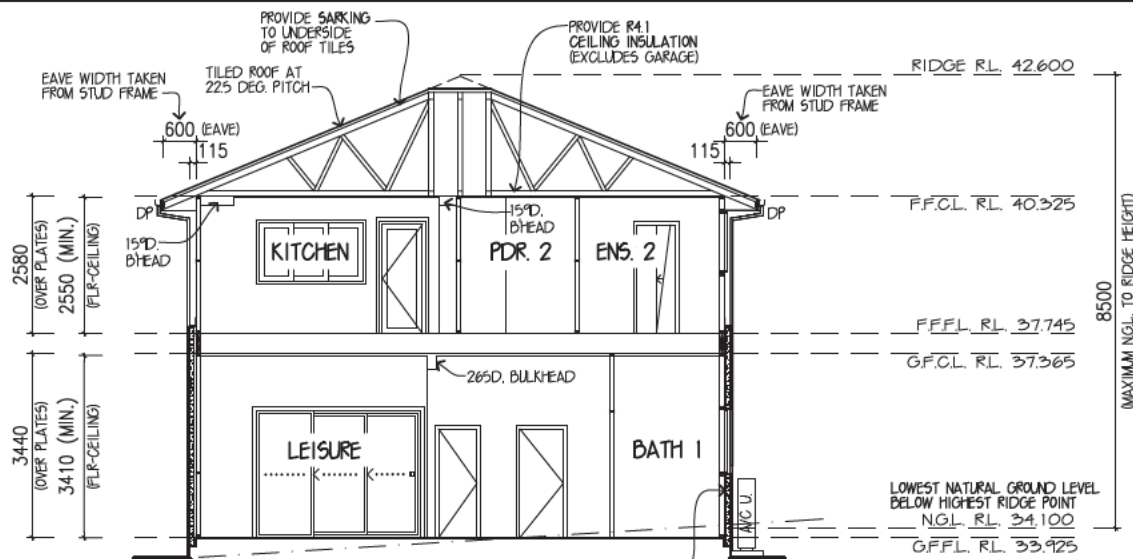 PROVIDE SARKING
TO UNDERSIDE
OF ROOF TILES
PROVIDE R4.1
CEILING INSULATION
(EXCLUDES GARAGE)
RIDGE R.L. 42.600
EAVE WIDTH TAKEN
FROM STUD FRAME
TILED ROOF AT
22.5 DEG. PITCH
EAVE WIDTH TAKEN
FROM STUD FRAME
600 (EAVE)
115
600 (EAVE)
115
DP
159D.
B'HEAD
159D.
B'HEAD
DP
F.F.C.L. R.L. 40.325
KITCHEN
PDR. 2
ENS. 2
2580
(OVER PLATES)
2550 (MIN.)
(FLR-CEILING)
F.F.F.L. R.L. 37.745
G.F.C.L. R.L. 37.365
8500
(MAXIMUM N.G.L. TO RIDGE HEIGHT)
265D. BULKHEAD
3440
(OVER PLATES)
3410 (MIN.)
(FLR-CEILING)
LEISURE
BATH 1
A/C U.
LOWEST NATURAL GROUND LEVEL
BELOW HIGHEST RIDGE POINT
N.G.L. R.L. 34.100
G.F.F.L. R.L. 33.925